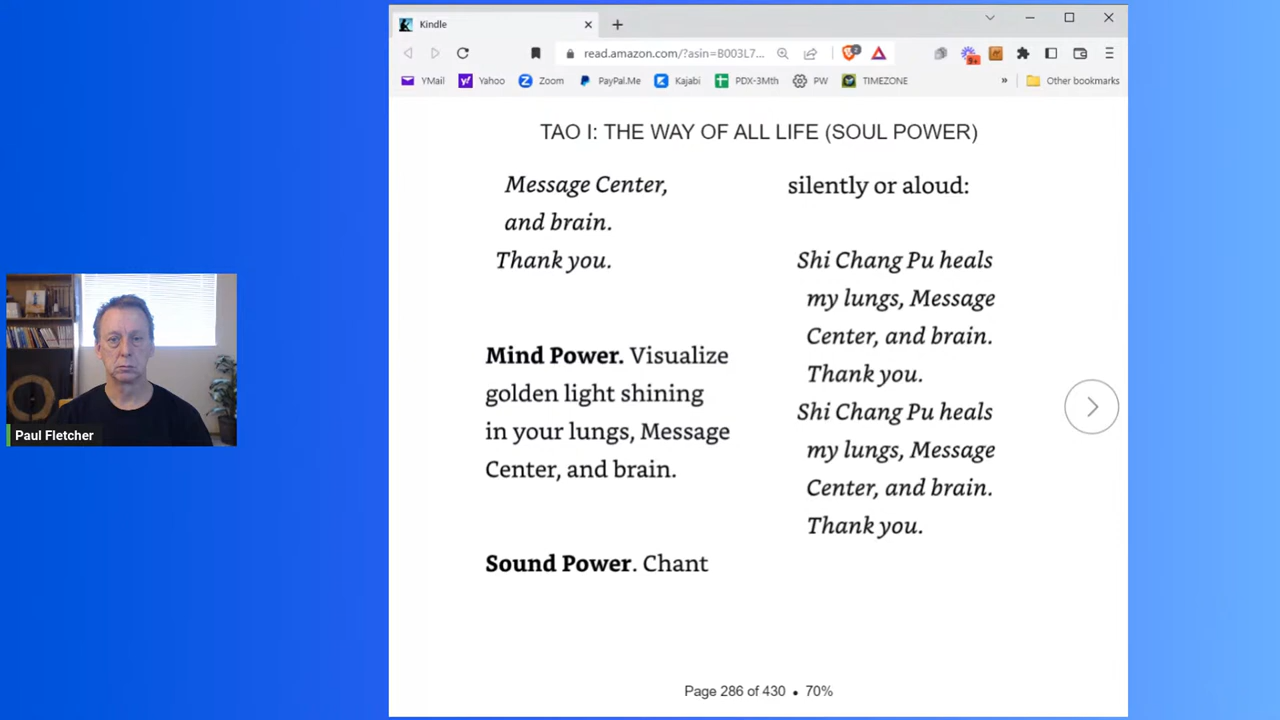 Kindle
read.amazon.com/?asin=B003L7...
2
9+
YMail
Yahoo
Zoom
PayPal.Me
Kajabi
PDX-3Mth
PW
TIMEZONE
»
Other bookmarks
TAO I: THE WAY OF ALL LIFE (SOUL POWER)
Message Center,
and brain.
Thank you.
Mind Power. Visualize
golden light shining
in your lungs, Message
Center, and brain.
Sound Power. Chant
silently or aloud:
Shi Chang Pu heals
my lungs, Message
Center, and brain.
Thank you.
Shi Chang Pu heals
my lungs, Message
Center, and brain.
Thank you.
Page 286 of 430 • 70%
Paul Fletcher